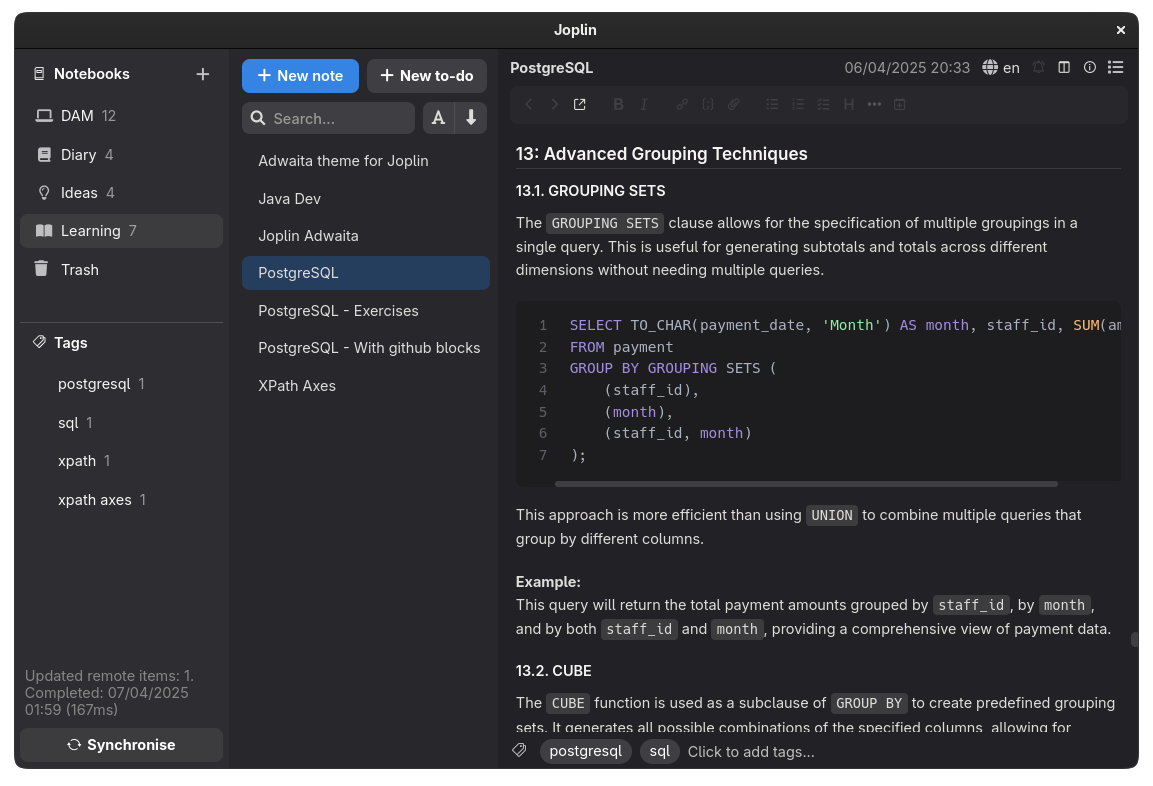 Joplin
Notebooks
DAM 12
Diary 4
Ideas 4
Learning 7
Trash
Tags
postgresql 1
sql 1
xpath 1
xpath axes 1
Updated remote items: 1.
Completed: 07/04/2025
01:59 (167ms)
Synchronise
New note
New to-do
Search...
A
Adwaita theme for Joplin
Java Dev
Joplin Adwaita
PostgreSQL
PostgreSQL - Exercises
PostgreSQL - With github blocks
XPath Axes
PostgreSQL
06/04/2025 20:33
en
B I H
13: Advanced Grouping Techniques
13.1. GROUPING SETS
The GROUPING SETS clause allows for the specification of multiple groupings in a
single query. This is useful for generating subtotals and totals across different
dimensions without needing multiple queries.
1 SELECT TO_CHAR(payment_date, 'Month') AS month, staff_id, SUM(am
2 FROM payment
3 GROUP BY GROUPING SETS (
4 (staff_id),
5 (month),
6 (staff_id, month)
7 );
This approach is more efficient than using UNION to combine multiple queries that
group by different columns.
Example:
This query will return the total payment amounts grouped by staff_id, by month,
and by both staff_id and month, providing a comprehensive view of payment data.
13.2. CUBE
The CUBE function is used as a subclause of GROUP BY to create predefined grouping
sets. It generates all possible combinations of the specified columns, allowing for
postgresql
sql
Click to add tags...